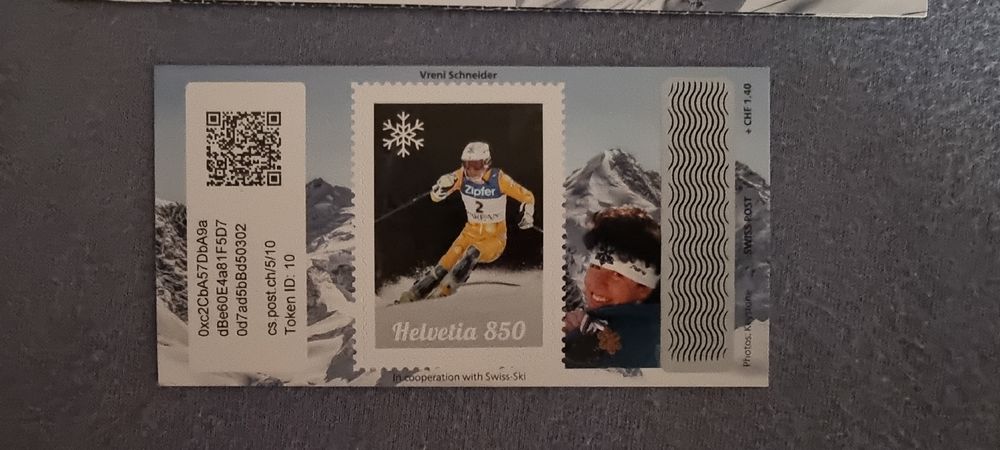 Vreni Schneider
0xc2CbA57DbA9a
dBe60E4a81F5D7
0d7ad5bBd50302
cs.post.ch/5/10
Token ID: 10
Zipfer
2
Helvetia 850
In cooperation with Swiss-Ski
Photos:
SWISS POST
+ CHF 1.40